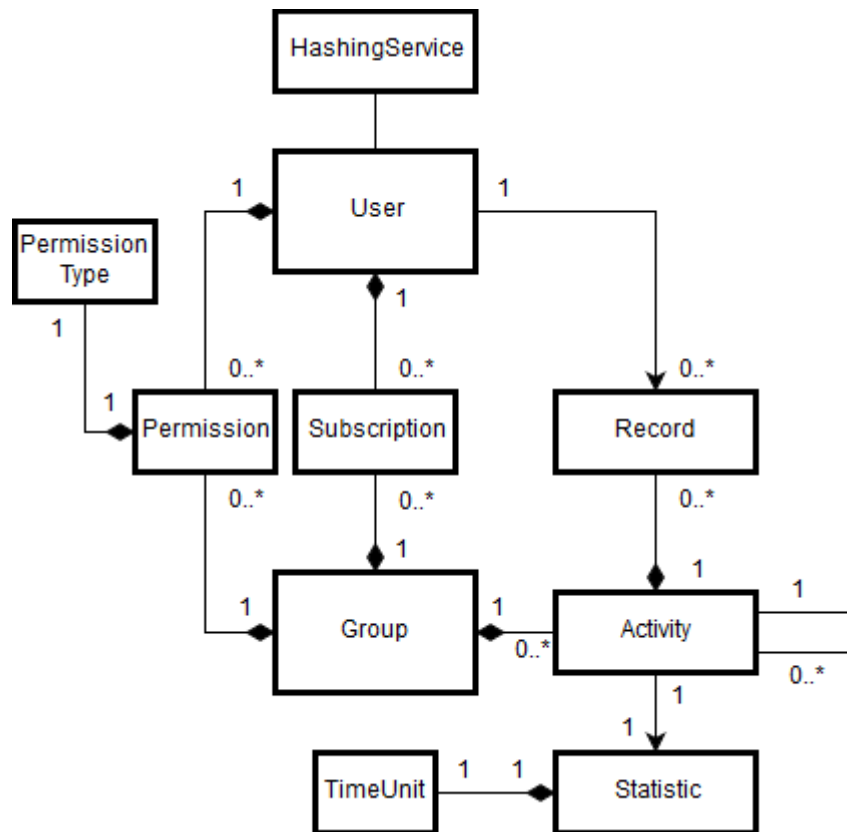 HashingService
1
User
1
Permission
Type
1
1
0..*
0..*
0..*
1
Permission
Subscription
Record
0..*
0..*
0..*
1
1
1
Group
1
Activity
1
0..*
0..*
1
1
TimeUnit
1
1
Statistic